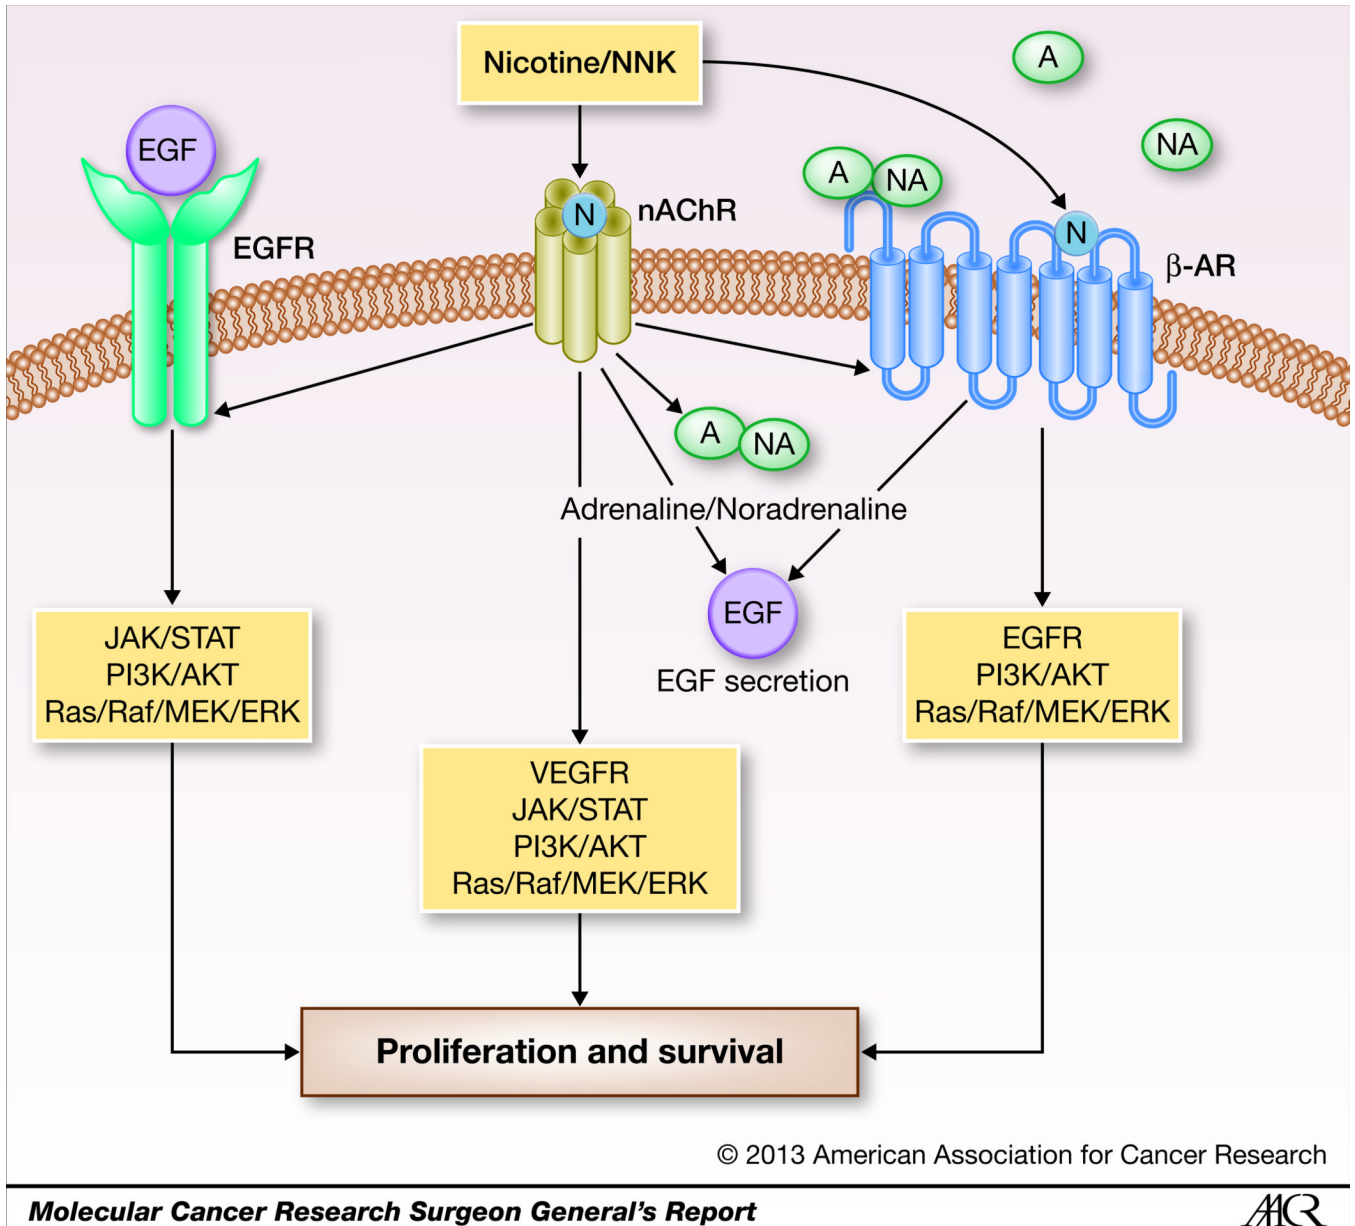 Nicotine/NNK
A
NA
EGF
A
NA
N
nAChR
N
EGFR
β-AR
A
NA
Adrenaline/Noradrenaline
EGF
EGF secretion
JAK/STAT
PI3K/AKT
Ras/Raf/MEK/ERK
EGFR
PI3K/AKT
Ras/Raf/MEK/ERK
VEGFR
JAK/STAT
PI3K/AKT
Ras/Raf/MEK/ERK
Proliferation and survival
© 2013 American Association for Cancer Research
Molecular Cancer Research Surgeon General's Report
AACR